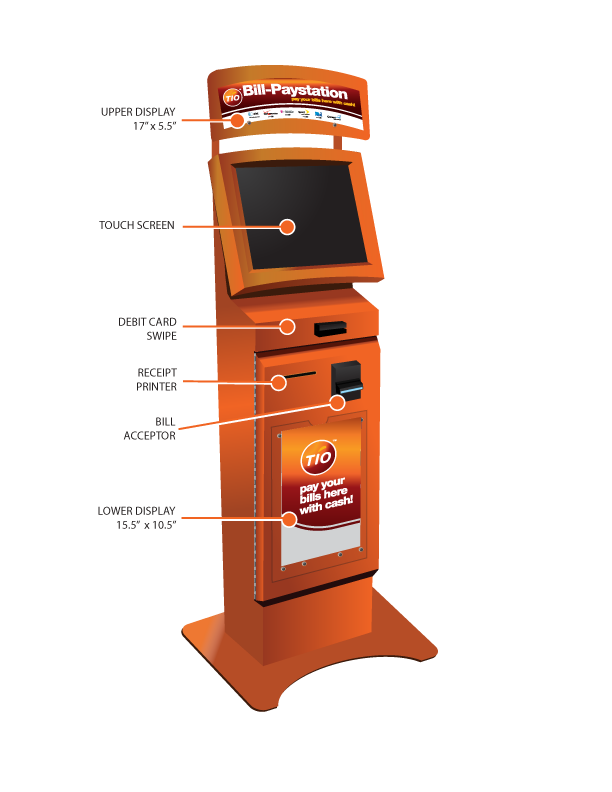 TIO Bill-Paystation
pay your bills here with cash!
UPPER DISPLAY
17" x 5.5"
TOUCH SCREEN
DEBIT CARD
SWIPE
RECEIPT
PRINTER
BILL
ACCEPTOR
TIO
pay your
bills here
with cash!
LOWER DISPLAY
15.5" x 10.5"